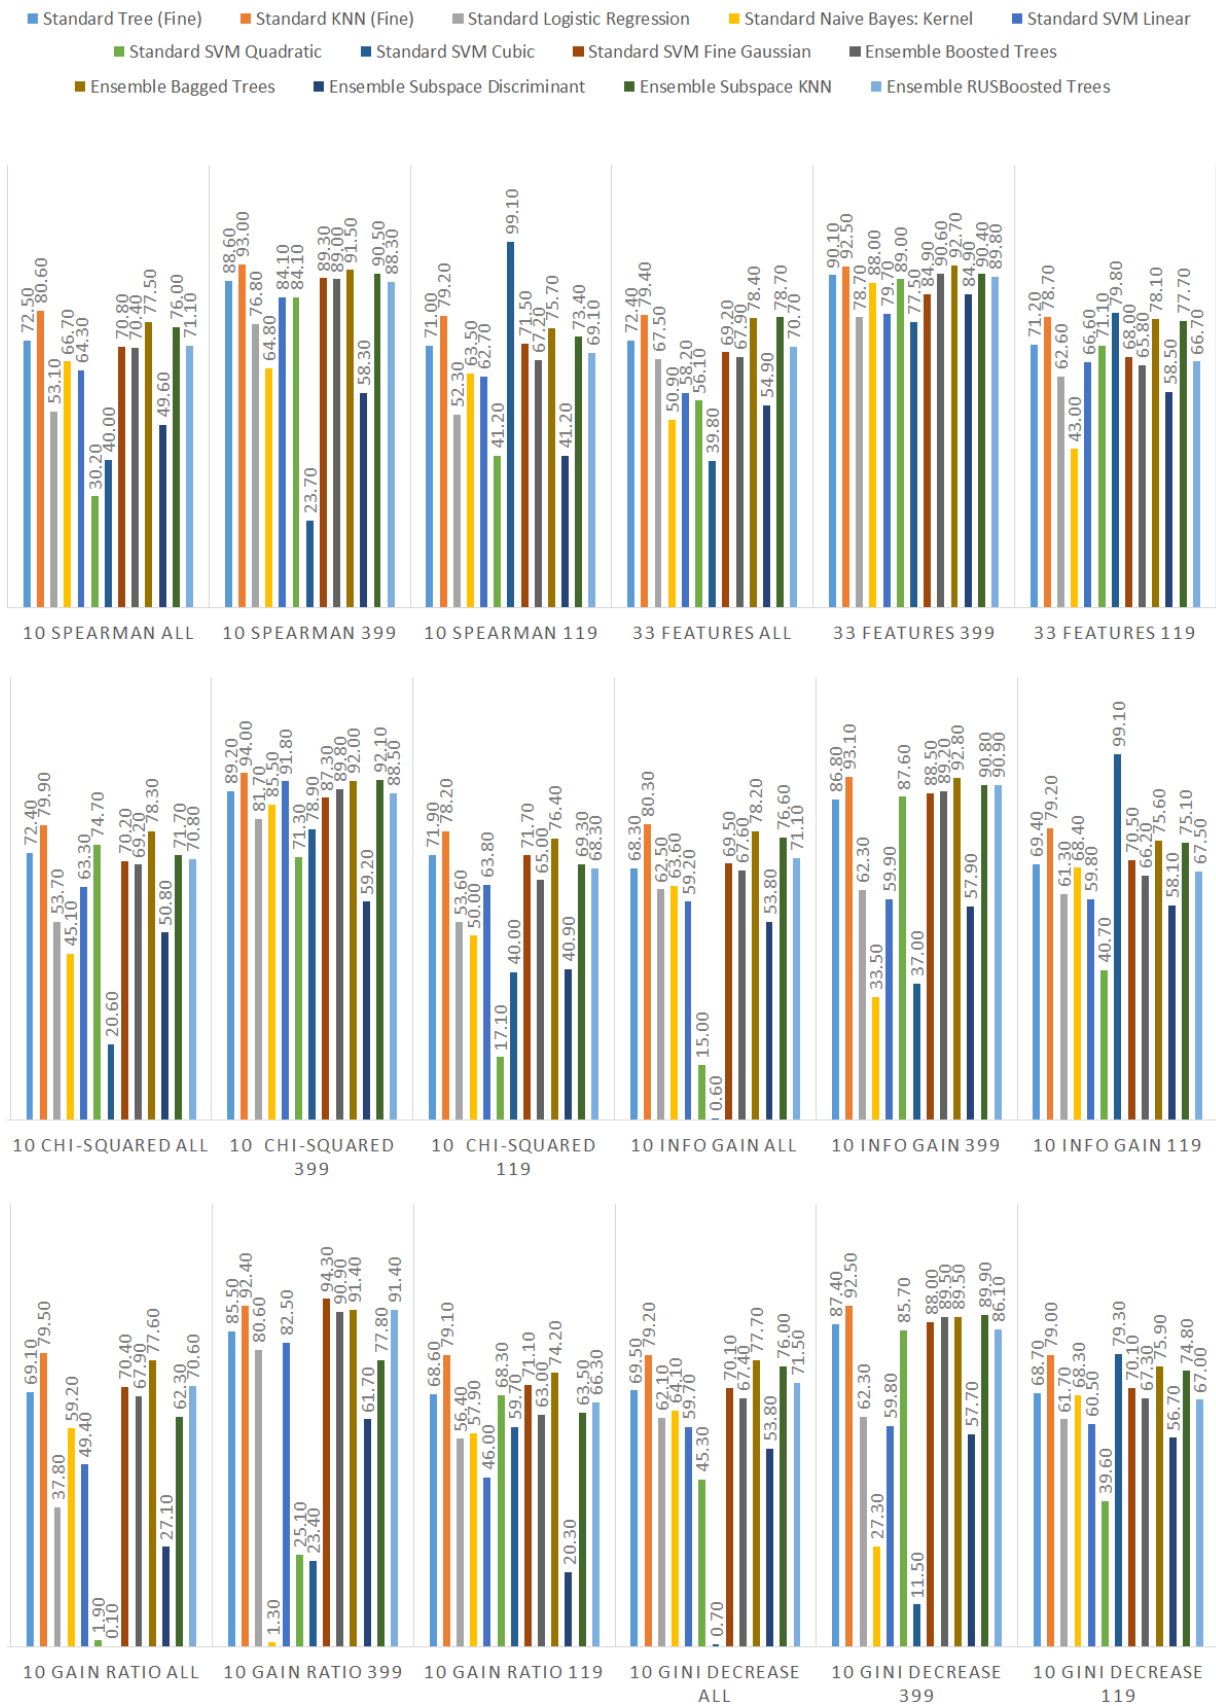 Standard Tree (Fine) Standard KNN (Fine) Standard Logistic Regression Standard Naive Bayes: Kernel Standard SVM Linear
Standard SVM Quadratic Standard SVM Cubic Standard SVM Fine Gaussian Ensemble Boosted Trees
Ensemble Bagged Trees Ensemble Subspace Discriminant Ensemble Subspace KNN Ensemble RUSBoosted Trees
72.50 80.60 53.10 66.70 64.30 30.20 40.00 70.80 70.40 77.50 49.60 76.00 71.10
88.60 93.00 76.80 64.80 84.10 84.10 23.70 89.30 89.00 91.50 58.30 90.50 88.30
71.00 79.20 52.30 63.50 62.70 41.20 99.10 71.50 67.20 75.70 41.20 73.40 69.10
72.40 79.40 67.50 50.90 58.20 56.10 39.80 69.20 67.90 78.40 54.90 78.70 70.70
90.10 92.50 78.70 88.00 79.70 89.00 77.50 84.90 90.60 92.70 84.90 90.40 89.80
71.20 78.70 62.60 43.00 66.60 71.10 79.80 68.00 65.80 78.10 58.50 77.70 66.70
10 SPEARMAN ALL 10 SPEARMAN 399 10 SPEARMAN 119 33 FEATURES ALL 33 FEATURES 399 33 FEATURES 119
72.40 79.90 53.70 45.10 63.30 74.70 20.60 70.20 69.20 78.30 50.80 71.70 70.80
89.20 94.00 81.70 85.50 91.80 71.30 78.90 87.30 89.80 92.00 59.20 92.10 88.50
71.90 78.20 53.60 50.00 63.80 17.10 40.00 71.70 65.00 76.40 40.90 69.30 68.30
68.30 80.30 62.50 63.60 59.20 15.00 0.60 69.50 67.60 78.20 53.80 76.60 71.10
86.80 93.10 62.30 33.50 59.90 87.60 37.00 88.50 89.20 92.80 57.90 90.80 90.90
69.40 79.20 61.30 68.40 59.80 40.70 99.10 70.50 66.20 75.60 58.10 75.10 67.50
10 CHI-SQUARED ALL 10 CHI-SQUARED 10 CHI-SQUARED 10 INFO GAIN ALL 10 INFO GAIN 399 10 INFO GAIN 119
399 119
69.10 79.50 37.80 59.20 49.40 1.90 0.10 70.40 67.90 77.60 27.10 62.30 70.60
85.50 92.40 80.60 1.30 82.50 25.10 23.40 94.30 90.90 91.40 61.70 77.80 91.40
68.60 79.10 56.40 57.90 46.00 68.30 59.70 71.10 63.00 74.20 20.30 63.50 66.30
69.50 79.20 62.10 64.10 59.70 45.30 0.70 70.10 67.40 77.70 53.80 76.00 71.50
87.40 92.50 62.30 27.30 59.80 85.70 11.50 88.00 89.50 89.50 57.70 89.90 86.10
68.70 79.00 61.70 68.30 60.50 39.60 79.30 70.10 67.30 75.90 56.70 74.80 67.00
10 GAIN RATIO ALL 10 GAIN RATIO 399 10 GAIN RATIO 119 10 GINI DECREASE 10 GINI DECREASE 10 GINI DECREASE
ALL 399 119